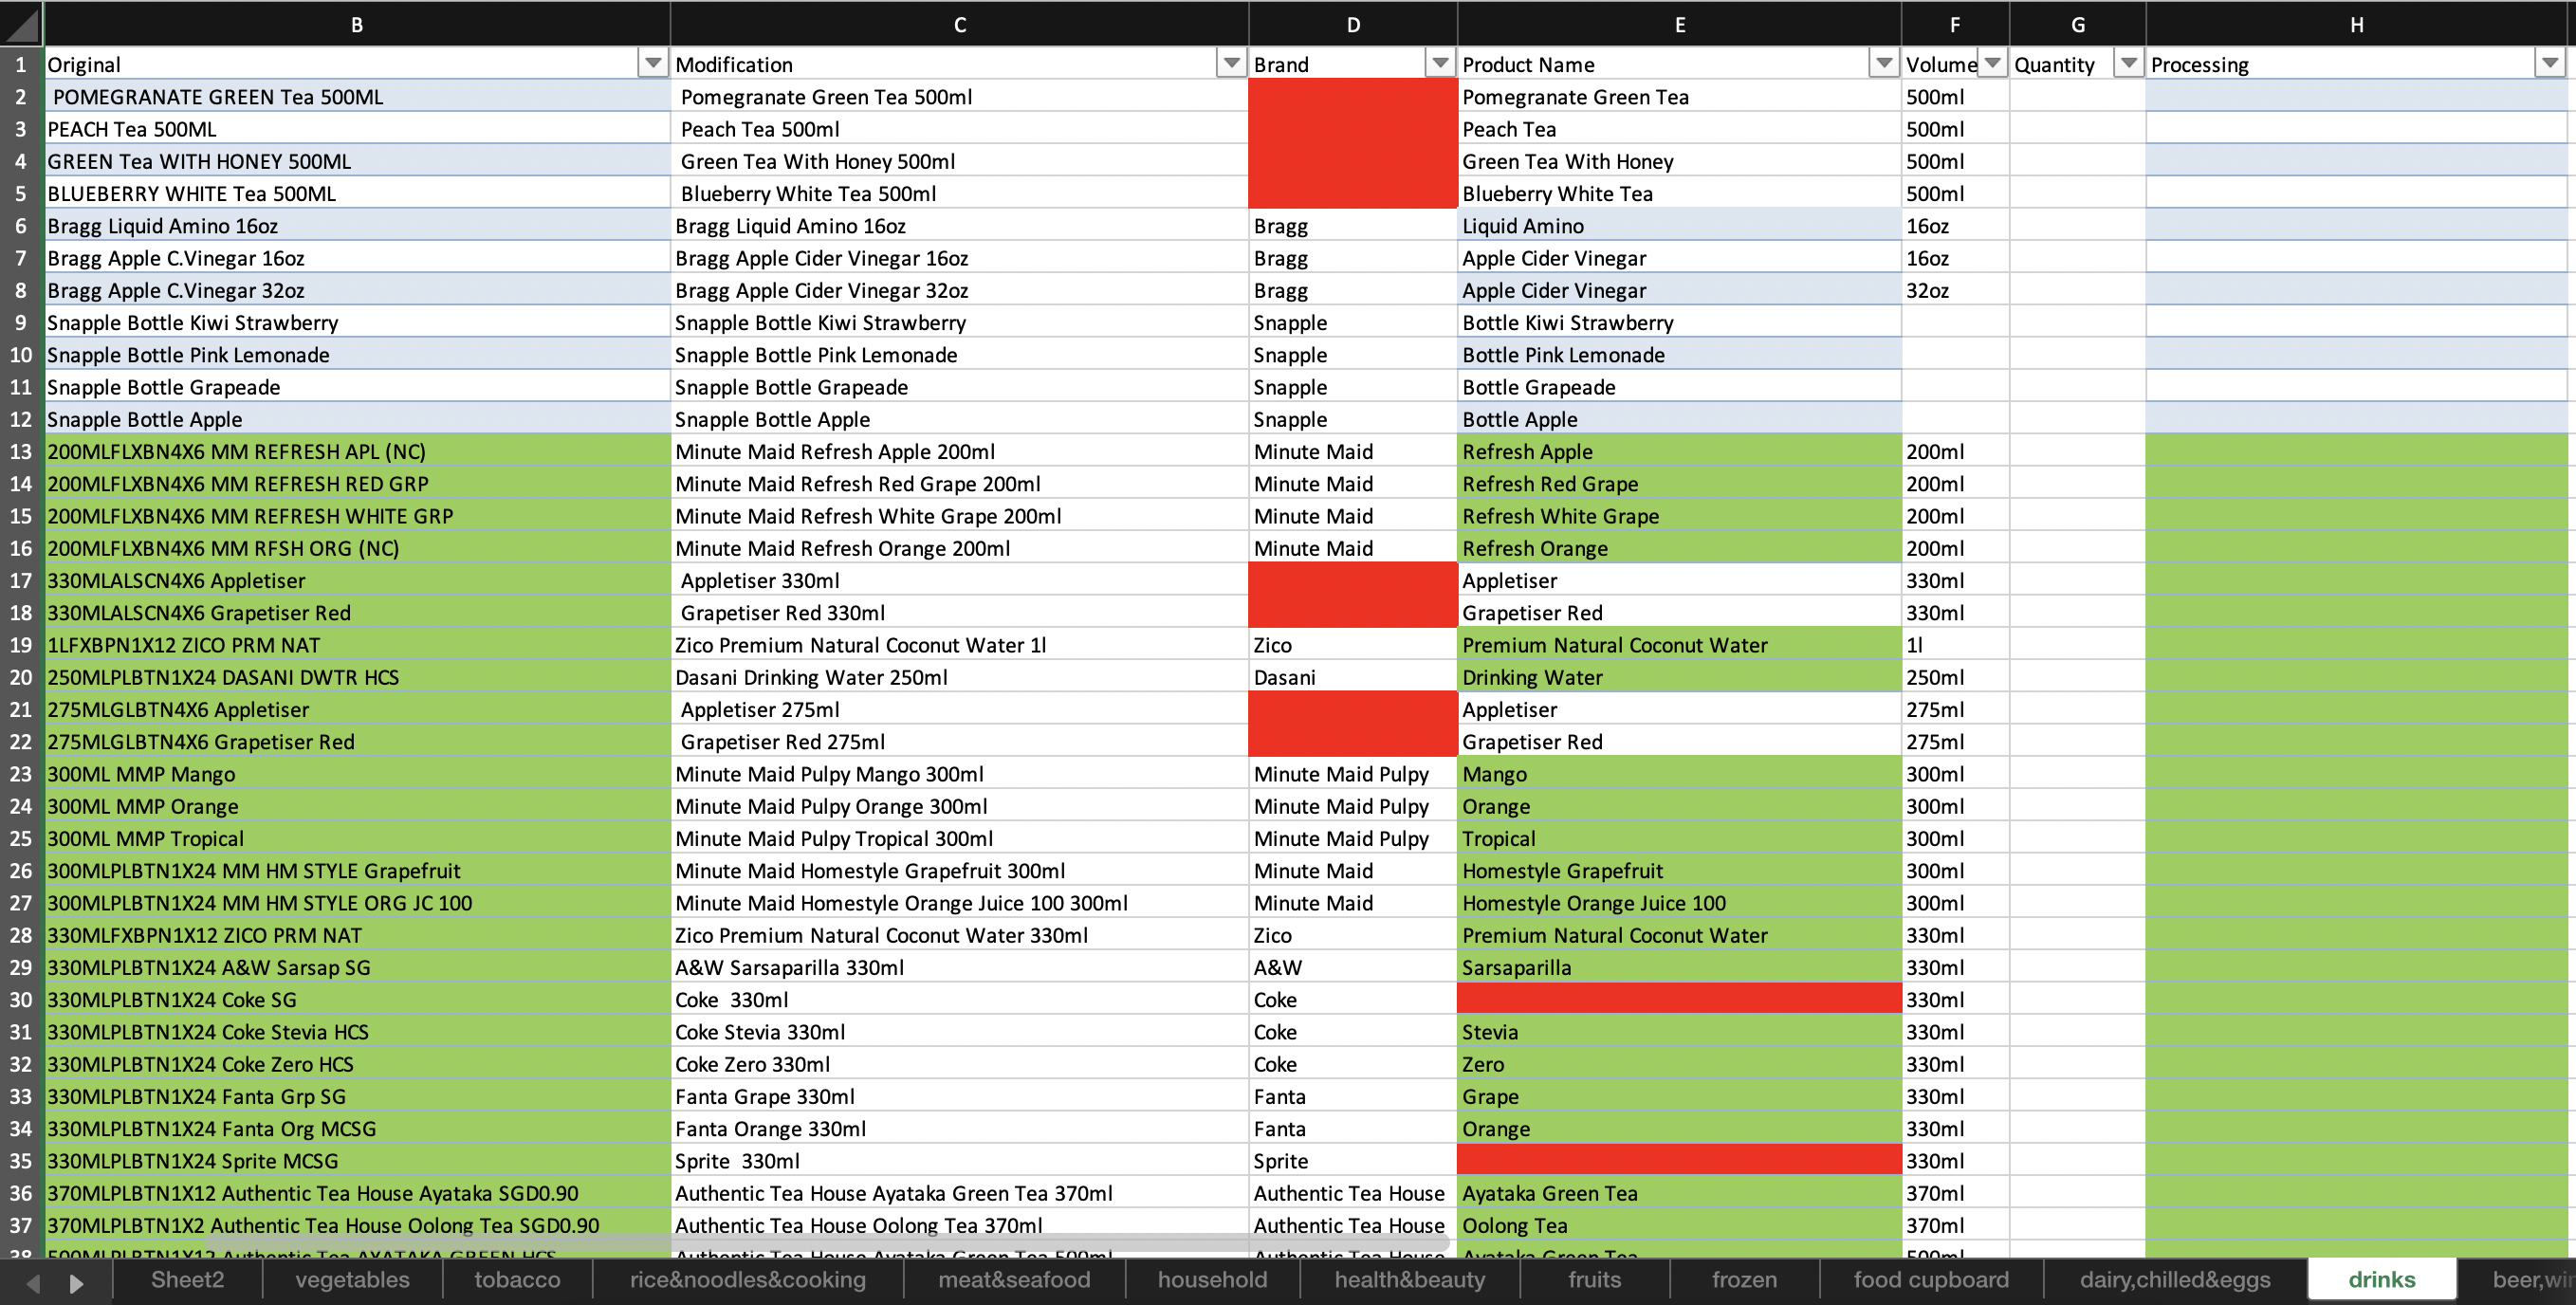 B C D E F G H
1 Original Modification Brand Product Name Volume Quantity Processing
2 POMEGRANATE GREEN Tea 500ML Pomegranate Green Tea 500ml Pomegranate Green Tea 500ml
3 PEACH Tea 500ML Peach Tea 500ml Peach Tea 500ml
4 GREEN Tea WITH HONEY 500ML Green Tea With Honey 500ml Green Tea With Honey 500ml
5 BLUEBERRY WHITE Tea 500ML Blueberry White Tea 500ml Blueberry White Tea 500ml
6 Bragg Liquid Amino 16oz Bragg Liquid Amino 16oz Bragg Liquid Amino 16oz
7 Bragg Apple C.Vinegar 16oz Bragg Apple Cider Vinegar 16oz Bragg Apple Cider Vinegar 16oz
8 Bragg Apple C.Vinegar 32oz Bragg Apple Cider Vinegar 32oz Bragg Apple Cider Vinegar 32oz
9 Snapple Bottle Kiwi Strawberry Snapple Bottle Kiwi Strawberry Snapple Bottle Kiwi Strawberry
10 Snapple Bottle Pink Lemonade Snapple Bottle Pink Lemonade Snapple Bottle Pink Lemonade
11 Snapple Bottle Grapeade Snapple Bottle Grapeade Snapple Bottle Grapeade
12 Snapple Bottle Apple Snapple Bottle Apple Snapple Bottle Apple
13 200MLFLXBN4X6 MM REFRESH APL (NC) Minute Maid Refresh Apple 200ml Minute Maid Refresh Apple 200ml
14 200MLFLXBN4X6 MM REFRESH RED GRP Minute Maid Refresh Red Grape 200ml Minute Maid Refresh Red Grape 200ml
15 200MLFLXBN4X6 MM REFRESH WHITE GRP Minute Maid Refresh White Grape 200ml Minute Maid Refresh White Grape 200ml
16 200MLFLXBN4X6 MM RFSH ORG (NC) Minute Maid Refresh Orange 200ml Minute Maid Refresh Orange 200ml
17 330MLALSCN4X6 Appletiser Appletiser 330ml Appletiser 330ml
18 330MLALSCN4X6 Grapetiser Red Grapetiser Red 330ml Grapetiser Red 330ml
19 1LFXBPN1X12 ZICO PRM NAT Zico Premium Natural Coconut Water 1l Zico Premium Natural Coconut Water 1l
20 250MLPLBTN1X24 DASANI DWTR HCS Dasani Drinking Water 250ml Dasani Drinking Water 250ml
21 275MLGLBTN4X6 Appletiser Appletiser 275ml Appletiser 275ml
22 275MLGLBTN4X6 Grapetiser Red Grapetiser Red 275ml Grapetiser Red 275ml
23 300ML MMP Mango Minute Maid Pulpy Mango 300ml Minute Maid Pulpy Mango 300ml
24 300ML MMP Orange Minute Maid Pulpy Orange 300ml Minute Maid Pulpy Orange 300ml
25 300ML MMP Tropical Minute Maid Pulpy Tropical 300ml Minute Maid Pulpy Tropical 300ml
26 300MLPLBTN1X24 MM HM STYLE Grapefruit Minute Maid Homestyle Grapefruit 300ml Minute Maid Homestyle Grapefruit 300ml
27 300MLPLBTN1X24 MM HM STYLE ORG JC 100 Minute Maid Homestyle Orange Juice 100 300ml Minute Maid Homestyle Orange Juice 100 300ml
28 330MLFXBPN1X12 ZICO PRM NAT Zico Premium Natural Coconut Water 330ml Zico Premium Natural Coconut Water 330ml
29 330MLPLBTN1X24 A&W Sarsap SG A&W Sarsaparilla 330ml A&W Sarsaparilla 330ml
30 330MLPLBTN1X24 Coke SG Coke 330ml Coke 330ml
31 330MLPLBTN1X24 Coke Stevia HCS Coke Stevia 330ml Coke Stevia 330ml
32 330MLPLBTN1X24 Coke Zero HCS Coke Zero 330ml Coke Zero 330ml
33 330MLPLBTN1X24 Fanta Grp SG Fanta Grape 330ml Fanta Grape 330ml
34 330MLPLBTN1X24 Fanta Org MCSG Fanta Orange 330ml Fanta Orange 330ml
35 330MLPLBTN1X24 Sprite MCSG Sprite 330ml Sprite 330ml
36 370MLPLBTN1X12 Authentic Tea House Ayataka SGD0.90 Authentic Tea House Ayataka Green Tea 370ml Authentic Tea House Ayataka Green Tea 370ml
37 370MLPLBTN1X2 Authentic Tea House Oolong Tea SGD0.90 Authentic Tea House Oolong Tea 370ml Authentic Tea House Oolong Tea 370ml
38 500MLPLBTN1X12 Authentic Tea AYATAKA GREEN HCS Authentic Tea House Ayataka Green Tea 500ml Authentic Tea House Ayataka Green Tea 500ml
Sheet2 vegetables tobacco rice&noodles&cooking meat&seafood household health&beauty fruits frozen food cupboard dairy,chilled&eggs drinks